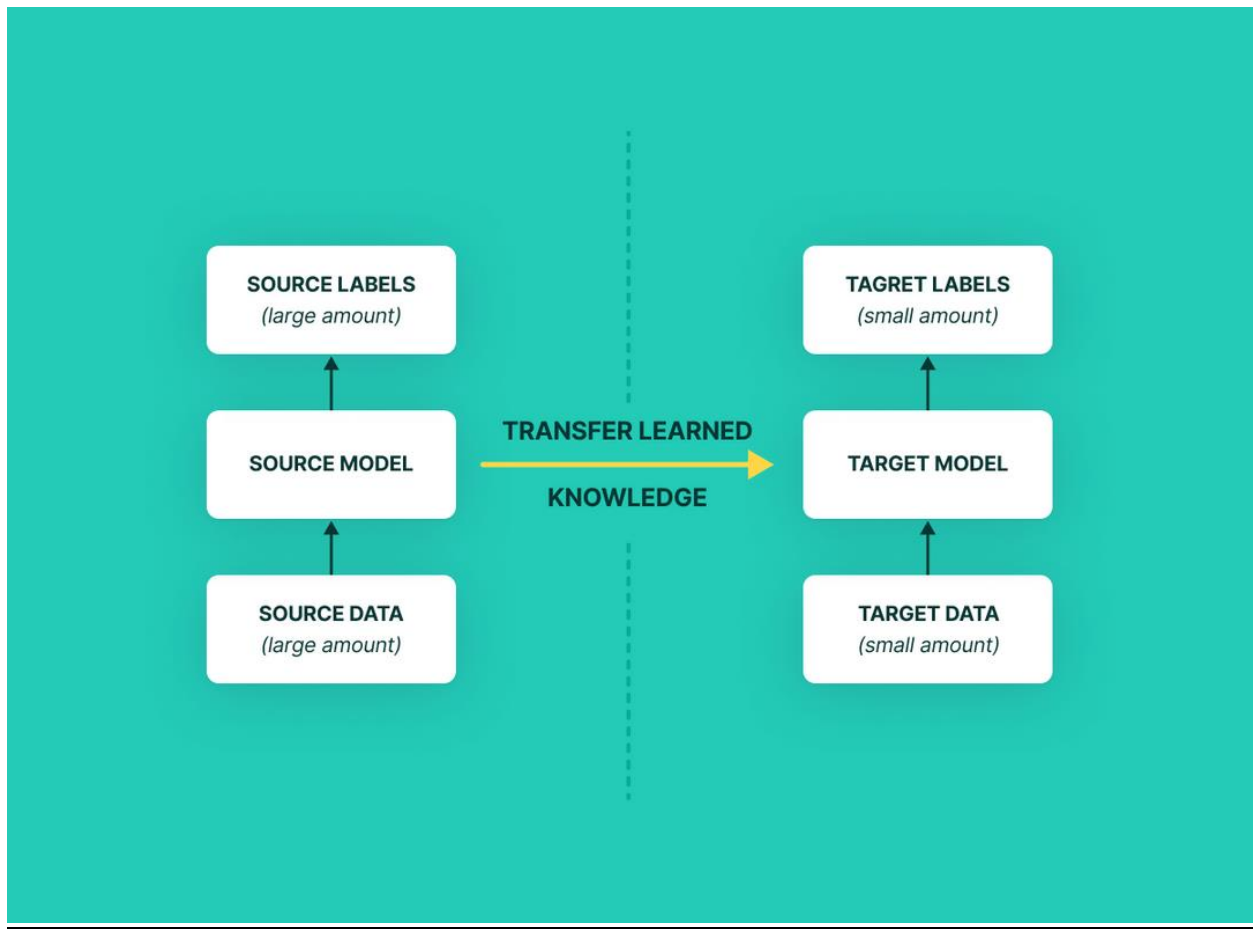 SOURCE LABELS
(large amount)
SOURCE MODEL
SOURCE DATA
(large amount)
TRANSFER LEARNED
KNOWLEDGE
TAGRET LABELS
(small amount)
TARGET MODEL
TARGET DATA
(small amount)